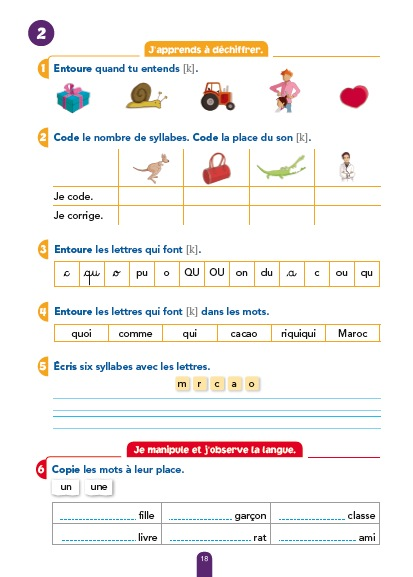 2
J'apprends à déchiffrer.
1 Entoure quand tu entends [k].
2 Code le nombre de syllabes. Code la place du son [k].
Je code.
Je corrige.
3 Entoure les lettres qui font [k].
c qu o pu o QU OU on du a c ou qu
4 Entoure les lettres qui font [k] dans les mots.
quoi comme qui cacao riquiqui Maroc
5 Écris six syllabes avec les lettres.
m r c a o
Je manipule et j'observe la langue.
6 Copie les mots à leur place.
un une
fille garçon classe
livre rat ami
18